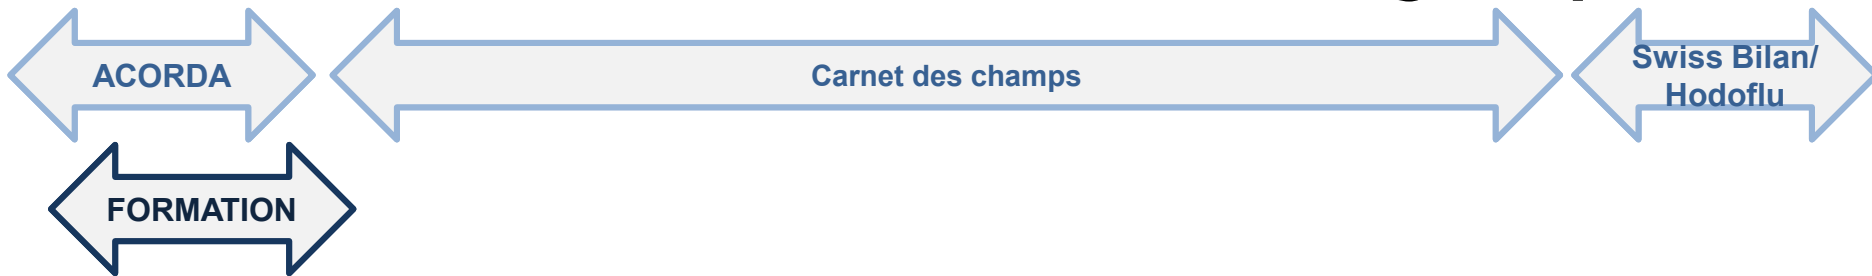 ACORDA
Carnet des champs
Swiss Bilan/
Hodoflu
FORMATION